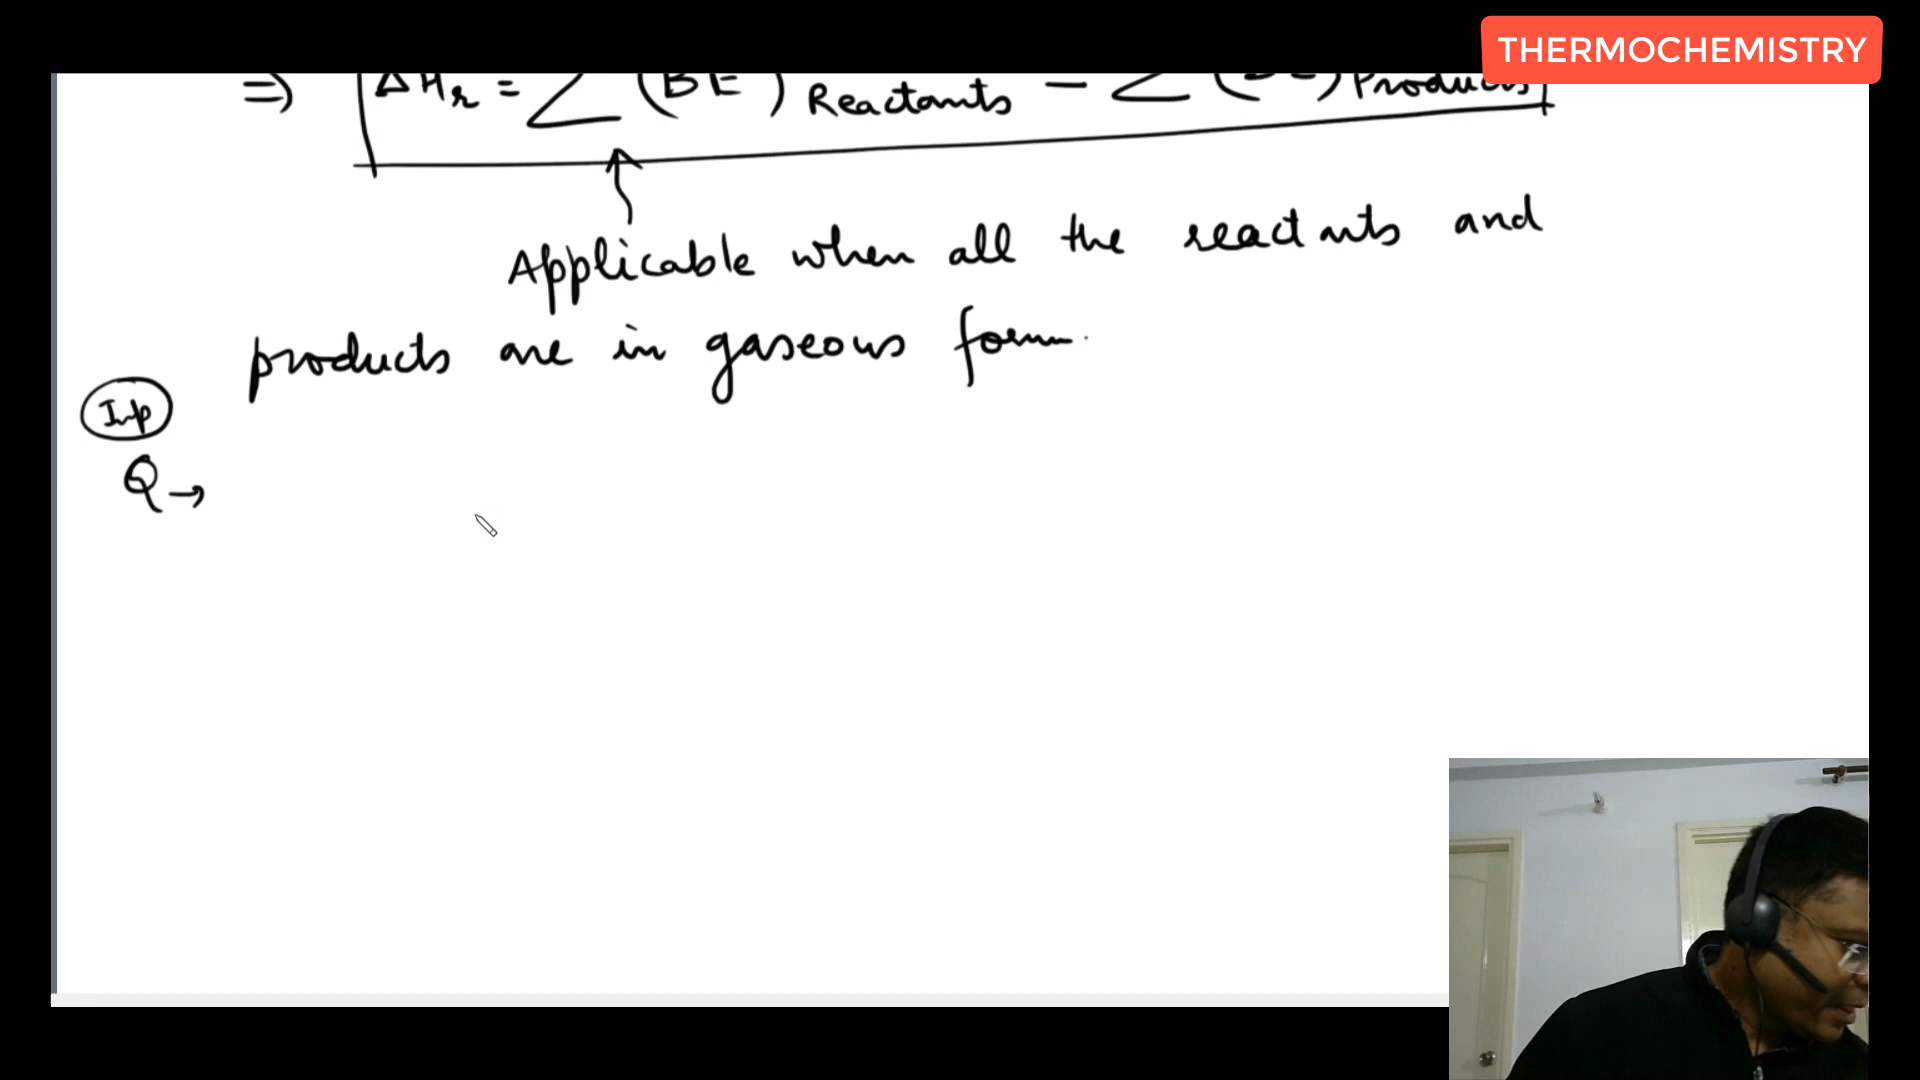 THERMOCHEMISTRY
=> ΔHr = Σ (BE) Reactants - Σ (BE) Products
Applicable when all the reactants and
products are in gaseous form.
Imp
Q →